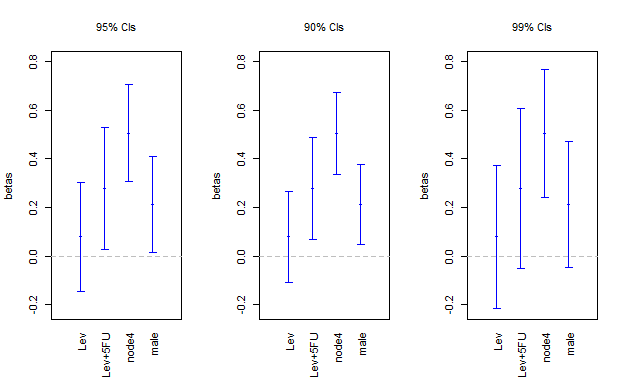 95% CIs
90% CIs
99% CIs
betas
0.8
0.6
0.4
0.2
0.0
-0.2
Lev
Lev+5FU
node4
male
betas
0.8
0.6
0.4
0.2
0.0
-0.2
Lev
Lev+5FU
node4
male
betas
0.8
0.6
0.4
0.2
0.0
-0.2
Lev
Lev+5FU
node4
male